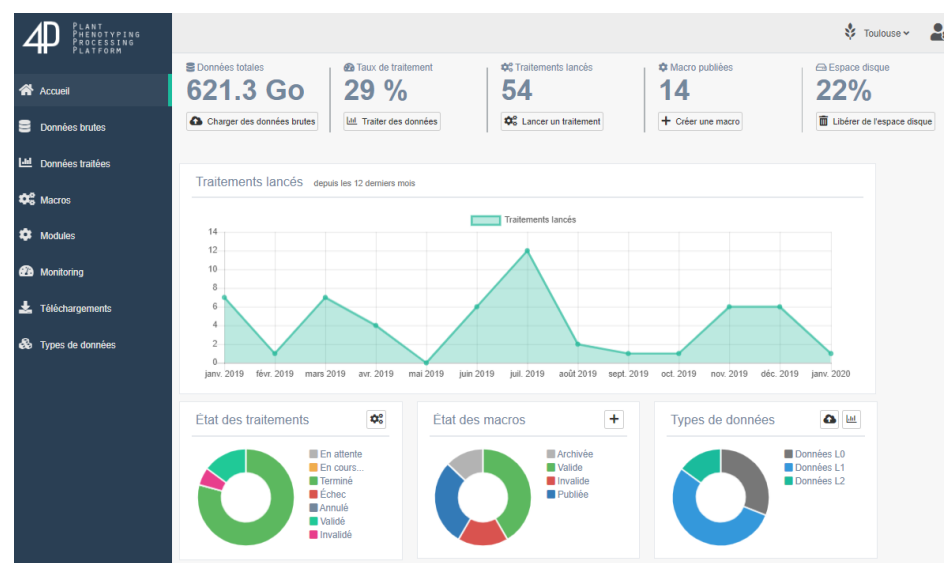 4P
PLANT
PHENOTYPING
PROCESSING
PLATFORM
Toulouse
Accueil
Données brutes
Données traitées
Macros
Modules
Monitoring
Téléchargements
Types de données
Données totales
621.3 Go
Charger des données brutes
Taux de traitement
29 %
Traiter des données
Traitements lancés
54
Lancer un traitement
Macro publiées
14
Créer une macro
Espace disque
22%
Libérer de l'espace disque
Traitements lancés depuis les 12 derniers mois
Traitements lancés
14
12
10
8
6
4
2
0
janv. 2019 févr. 2019 mars 2019 avr. 2019 mai 2019 juin 2019 juil. 2019 août 2019 sept. 2019 oct. 2019 nov. 2019 déc. 2019 janv. 2020
État des traitements
En attente
En cours...
Terminé
Échec
Annulé
Validé
Invalidé
État des macros
Archivée
Valide
Invalide
Publiée
Types de données
Données L0
Données L1
Données L2